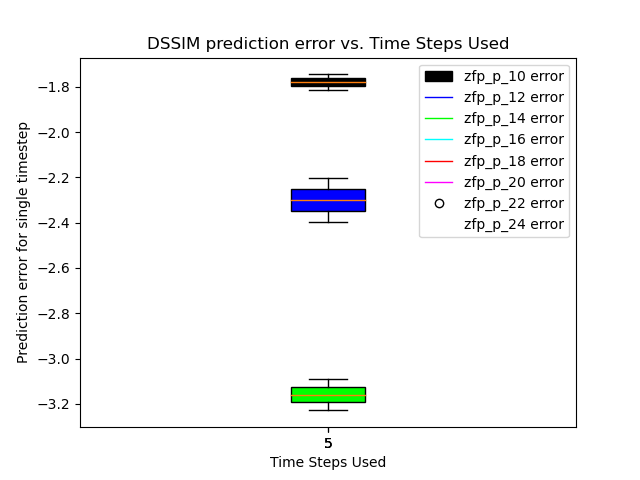 DSSIM prediction error vs. Time Steps Used
Prediction error for single timestep
−1.8
−2.0
−2.2
−2.4
−2.6
−2.8
−3.0
−3.2
zfp_p_10 error
zfp_p_12 error
zfp_p_14 error
zfp_p_16 error
zfp_p_18 error
zfp_p_20 error
zfp_p_22 error
zfp_p_24 error
5
Time Steps Used